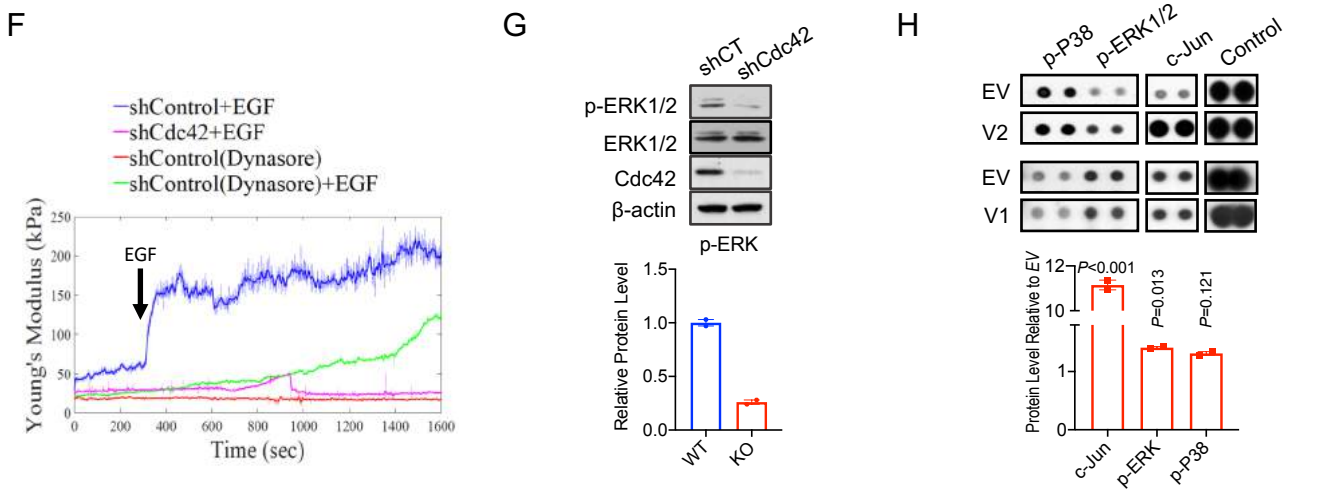 F
shControl+EGF
shCdc42+EGF
shControl(Dynasore)
shControl(Dynasore)+EGF
Young's Modulus (kPa)
250
200
150
100
50
0
EGF
0 200 400 600 800 1000 1200 1400 1600
Time (sec)
G
shCT shCdc42
p-ERK1/2
ERK1/2
Cdc42
β-actin
p-ERK
Relative Protein Level
1.5
1.0
0.5
0.0
WT KO
H
p-P38 p-ERK1/2 c-Jun Control
EV
V2
EV
V1
Protein Level Relative to EV
12
10
1
0
P<0.001
P=0.013
P=0.121
c-Jun p-ERK p-P38